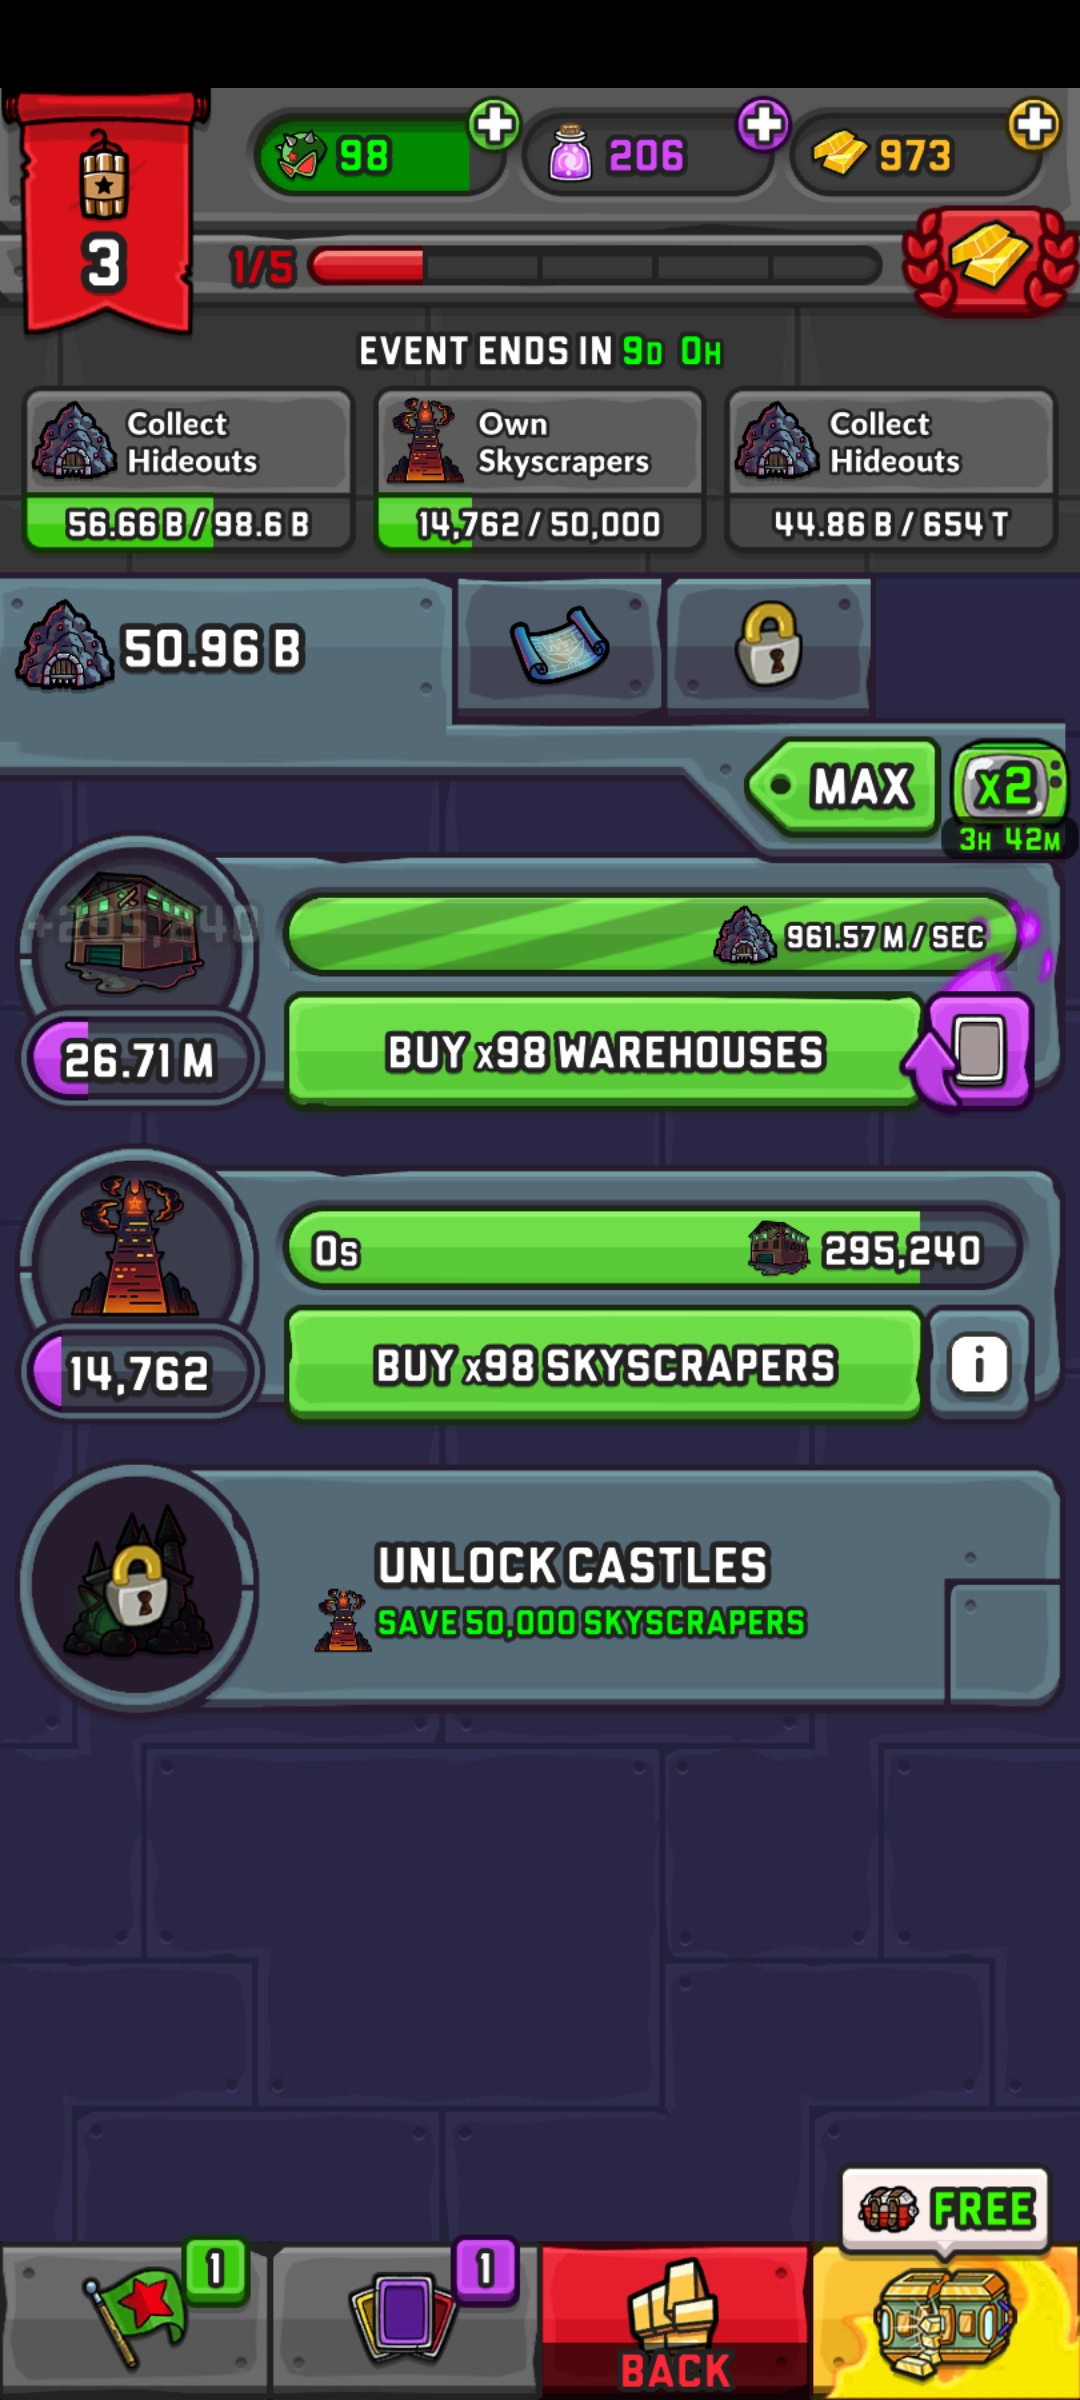 98
206
973
3
1/5
EVENT ENDS IN 9D 0H
Collect
Hideouts
56.66 B / 98.6 B
Own
Skyscrapers
14,762 / 50,000
Collect
Hideouts
44.86 B / 654 T
50.96 B
MAX
x2
3H 42M
961.57 M / SEC
26.71 M
BUY x98 WAREHOUSES
0s
295,240
14,762
BUY x98 SKYSCRAPERS
i
UNLOCK CASTLES
SAVE 50,000 SKYSCRAPERS
FREE
1
1
BACK